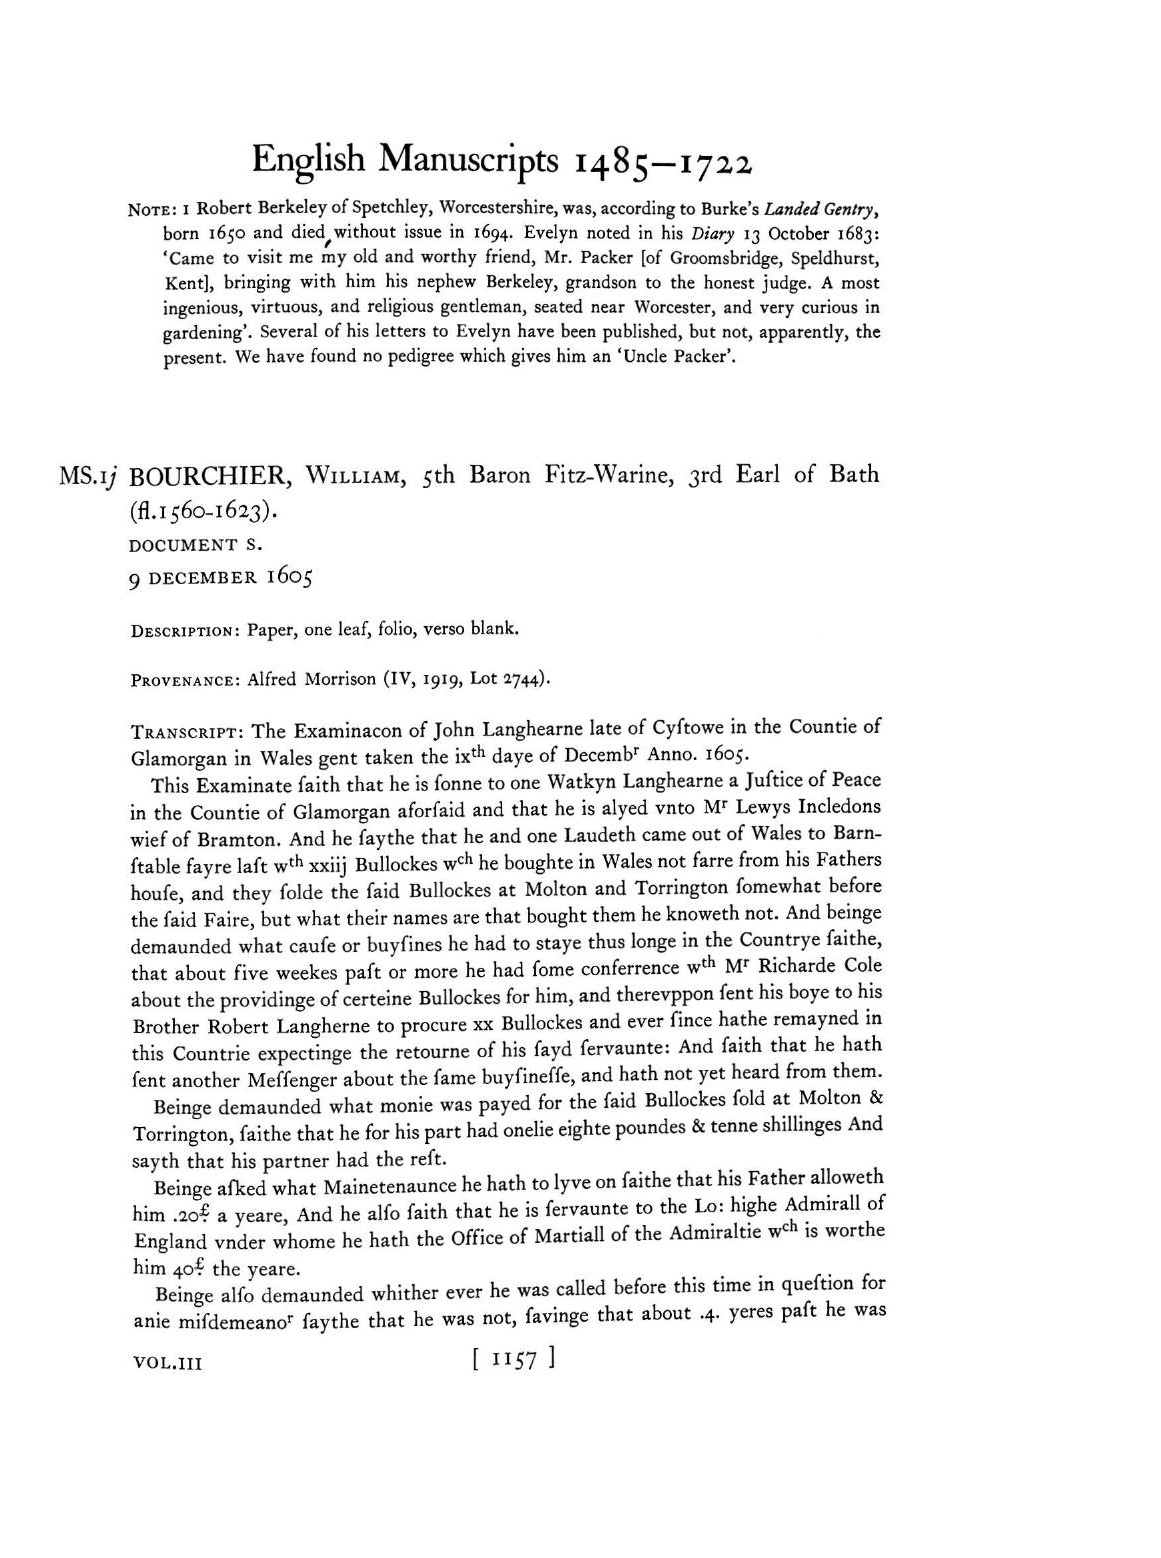 English Manuscripts 1485–1722
NOTE: 1 Robert Berkeley of Spetchley, Worcestershire, was, according to Burke's Landed Gentry,
born 1650 and died, without issue in 1694. Evelyn noted in his Diary 13 October 1683:
‘Came to visit me my old and worthy friend, Mr. Packer [of Groomsbridge, Speldhurst,
Kent], bringing with him his nephew Berkeley, grandson to the honest judge. A most
ingenious, virtuous, and religious gentleman, seated near Worcester, and very curious in
gardening’. Several of his letters to Evelyn have been published, but not, apparently, the
present. We have found no pedigree which gives him an ‘Uncle Packer’.
MS.1j BOURCHIER, WILLIAM, 5th Baron Fitz-Warine, 3rd Earl of Bath
(fl.1560-1623).
DOCUMENT S.
9 DECEMBER 1605
DESCRIPTION: Paper, one leaf, folio, verso blank.
PROVENANCE: Alfred Morrison (IV, 1919, Lot 2744).
TRANSCRIPT: The Examinacon of John Langhearne late of Cyſtowe in the Countie of
Glamorgan in Wales gent taken the ixth daye of Decembr Anno. 1605.
This Examinate ſaith that he is ſonne to one Watkyn Langhearne a Juſtice of Peace
in the Countie of Glamorgan aforſaid and that he is alyed vnto Mr Lewys Incledons
wief of Bramton. And he ſaythe that he and one Laudeth came out of Wales to Barn-
ſtable fayre laſt wth xxiij Bullockes wch he boughte in Wales not farre from his Fathers
houſe, and they ſolde the ſaid Bullockes at Molton and Torrington ſomewhat before
the ſaid Faire, but what their names are that bought them he knoweth not. And beinge
demaunded what cauſe or buyſines he had to staye thus longe in the Countrye ſaithe,
that about five weekes paſt or more he had ſome conferrence wth Mr Richarde Cole
about the providinge of certeine Bullockes for him, and therevppon ſent his boye to his
Brother Robert Langherne to procure xx Bullockes and ever ſince hathe remayned in
this Countrie expectinge the retourne of his ſayd ſervaunte: And ſaith that he hath
ſent another Meſſenger about the ſame buyſineſſe, and hath not yet heard from them.
Beinge demaunded what monie was payed for the ſaid Bullockes ſold at Molton &
Torrington, ſaithe that he for his part had onelie eighte poundes & tenne shillinges And
sayth that his partner had the reſt.
Beinge aſked what Mainetenaunce he hath to lyve on ſaithe that his Father alloweth
him .20£ a yeare, And he alſo ſaith that he is ſervaunte to the Lo: highe Admirall of
England vnder whome he hath the Office of Martiall of the Admiraltie wch is worthe
him 40£ the yeare.
Beinge alſo demaunded whither ever he was called before this time in queſtion for
anie miſdemeanor ſaythe that he was not, ſavinge that about .4. yeres paſt he was
VOL.III [ 1157 ]